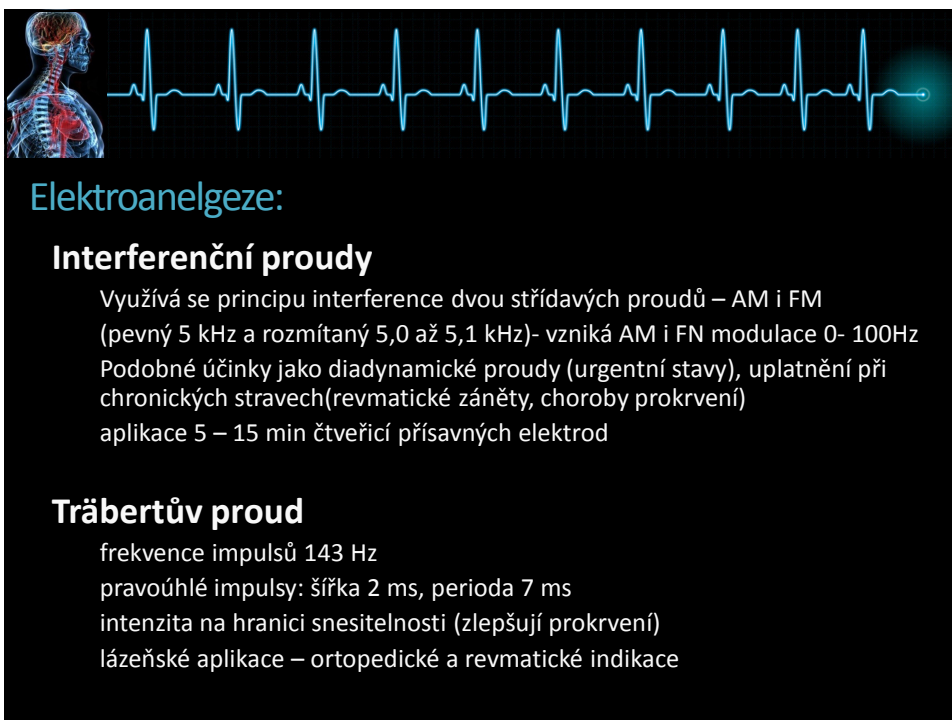 Elektroanelgeze:
Interferenční proudy
Využívá se principu interference dvou střídavých proudů – AM i FM
(pevný 5 kHz a rozmítaný 5,0 až 5,1 kHz)- vzniká AM i FN modulace 0- 100Hz
Podobné účinky jako diadynamické proudy (urgentní stavy), uplatnění při
chronických stravech(revmatické záněty, choroby prokrvení)
aplikace 5 – 15 min čtveřicí přísavných elektrod
Träbertův proud
frekvence impulsů 143 Hz
pravoúhlé impulsy: šířka 2 ms, perioda 7 ms
intenzita na hranici snesitelnosti (zlepšují prokrvení)
lázeňské aplikace – ortopedické a revmatické indikace